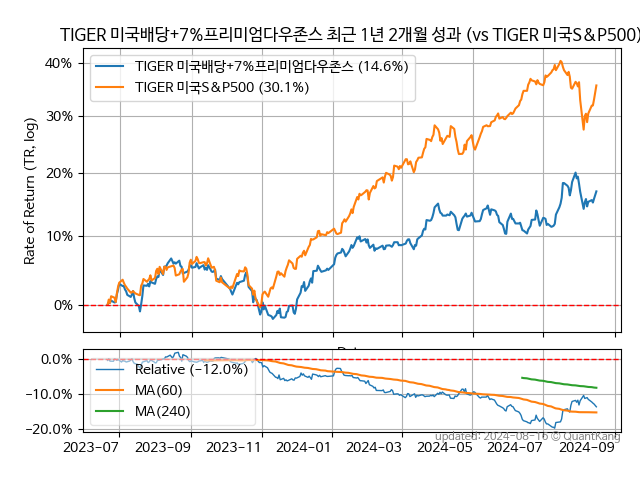 TIGER 미국배당+7%프리미엄다우존스 최근 1년 2개월 성과 (vs TIGER 미국S&P500)
TIGER 미국배당+7%프리미엄다우존스 (14.6%)
TIGER 미국S&P500 (30.1%)
Rate of Return (TR, log)
40%
30%
20%
10%
0%
0.0%
-10.0%
-20.0%
Relative (-12.0%)
MA(60)
MA(240)
updated: 2024-08-16 © QuantKang
2023-07 2023-09 2023-11 2024-01 2024-03 2024-05 2024-07 2024-09